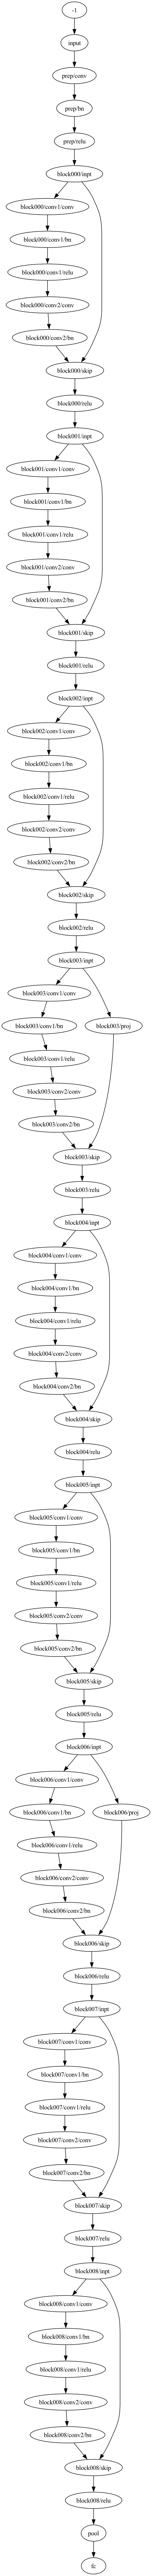 -1
input
prep/conv
prep/bn
prep/relu
block000/inpt
block000/conv1/conv
block000/conv1/bn
block000/conv1/relu
block000/conv2/conv
block000/conv2/bn
block000/skip
block000/relu
block001/inpt
block001/conv1/conv
block001/conv1/bn
block001/conv1/relu
block001/conv2/conv
block001/conv2/bn
block001/skip
block001/relu
block002/inpt
block002/conv1/conv
block002/conv1/bn
block002/conv1/relu
block002/conv2/conv
block002/conv2/bn
block002/skip
block002/relu
block003/inpt
block003/conv1/conv
block003/conv1/bn
block003/proj
block003/conv1/relu
block003/conv2/conv
block003/conv2/bn
block003/skip
block003/relu
block004/inpt
block004/conv1/conv
block004/conv1/bn
block004/conv1/relu
block004/conv2/conv
block004/conv2/bn
block004/skip
block004/relu
block005/inpt
block005/conv1/conv
block005/conv1/bn
block005/conv1/relu
block005/conv2/conv
block005/conv2/bn
block005/skip
block005/relu
block006/inpt
block006/conv1/conv
block006/conv1/bn
block006/proj
block006/conv1/relu
block006/conv2/conv
block006/conv2/bn
block006/skip
block006/relu
block007/inpt
block007/conv1/conv
block007/conv1/bn
block007/conv1/relu
block007/conv2/conv
block007/conv2/bn
block007/skip
block007/relu
block008/inpt
block008/conv1/conv
block008/conv1/bn
block008/conv1/relu
block008/conv2/conv
block008/conv2/bn
block008/skip
block008/relu
pool
fc